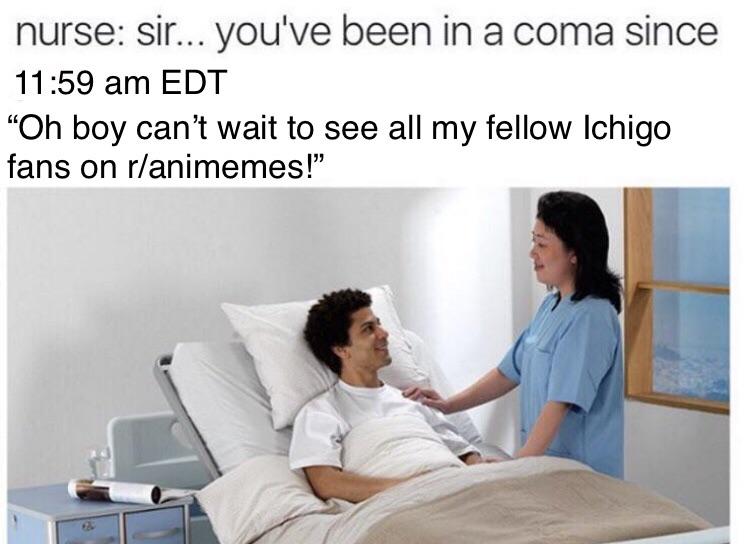 nurse: sir... you've been in a coma since
11:59 am EDT
“Oh boy can’t wait to see all my fellow Ichigo
fans on r/animemes!”